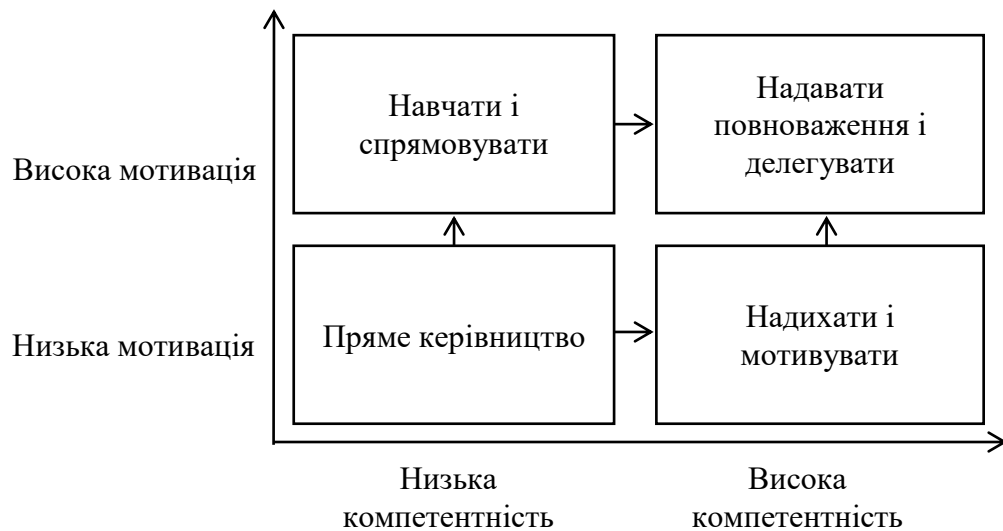 Навчати і
спрямовувати
Надавати
повноваження і
делегувати
Висока мотивація
Пряме керівництво
Надихати і
мотивувати
Низька мотивація
Низька
компетентність
Висока
компетентність